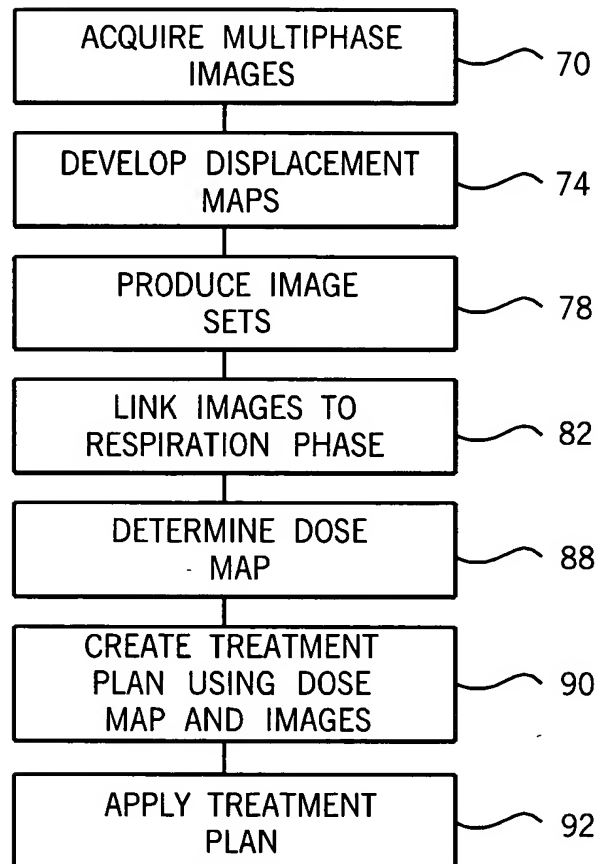 ACQUIRE MULTIPHASE
IMAGES
70
DEVELOP DISPLACEMENT
MAPS
74
PRODUCE IMAGE
SETS
78
LINK IMAGES TO
RESPIRATION PHASE
82
DETERMINE DOSE
MAP
88
CREATE TREATMENT
PLAN USING DOSE
MAP AND IMAGES
90
APPLY TREATMENT
PLAN
92